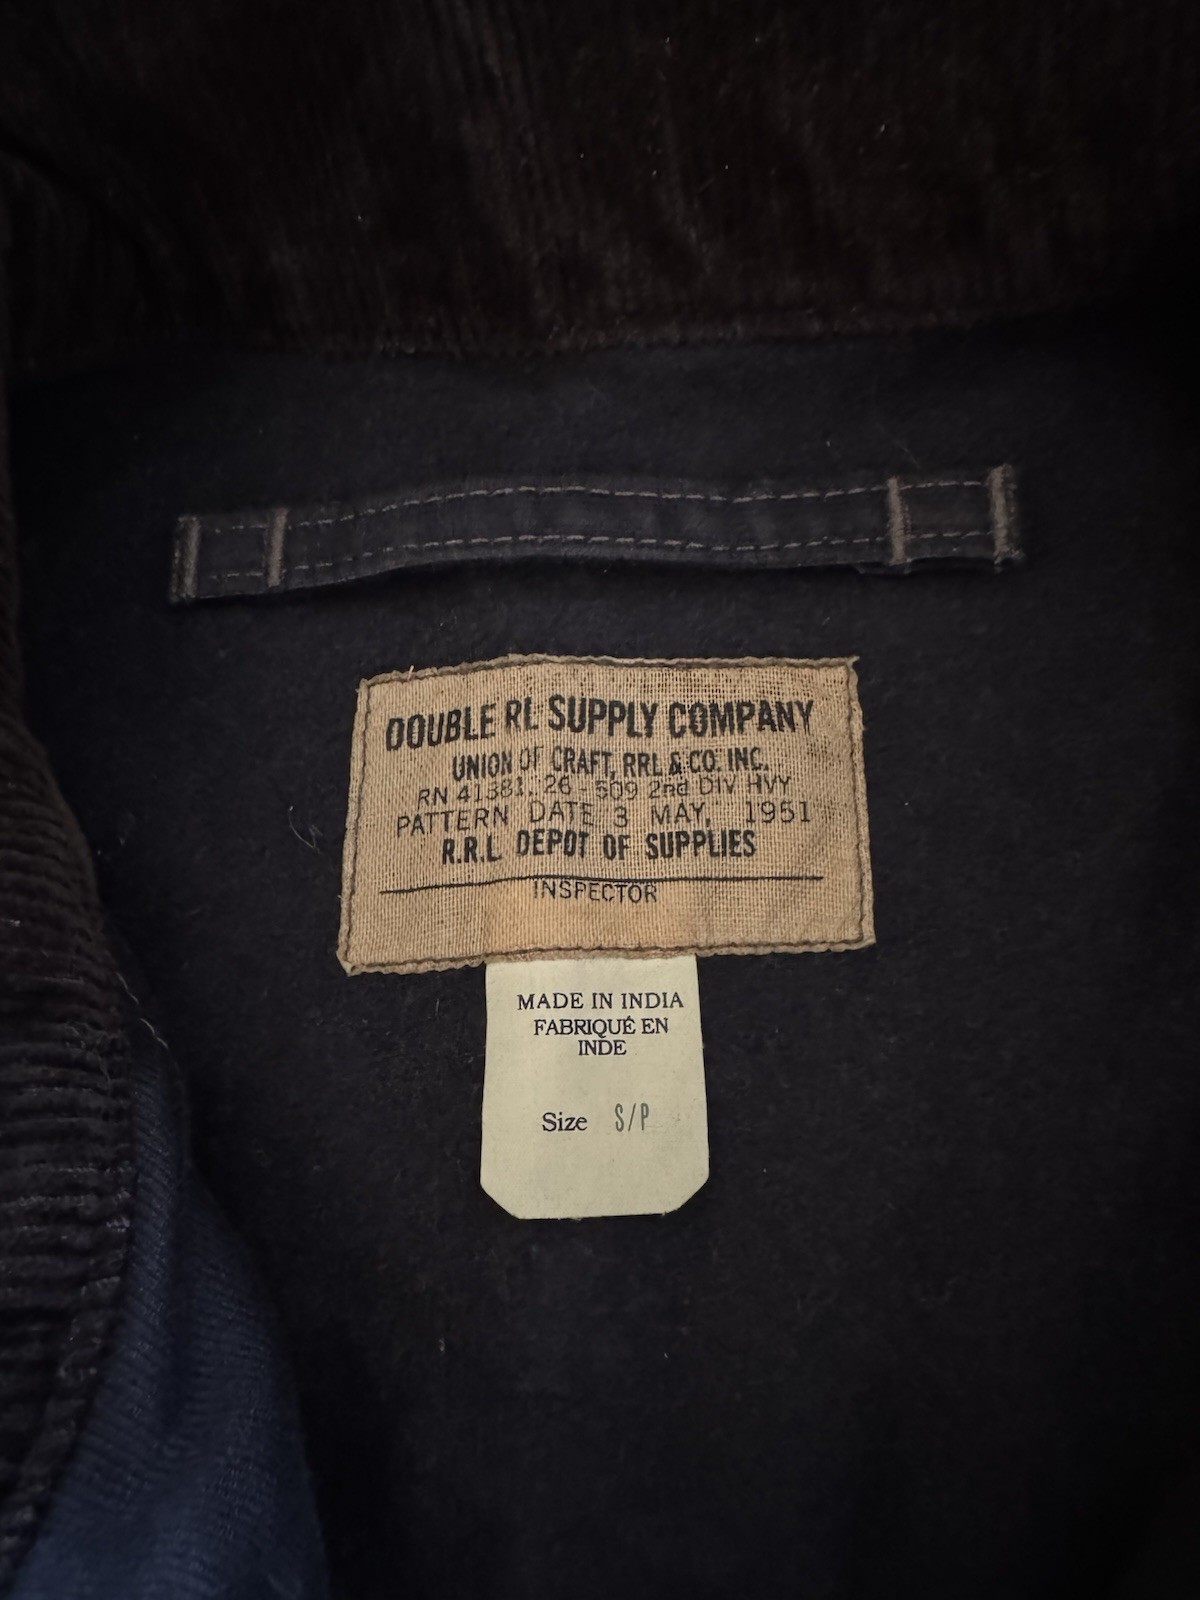 DOUBLE RL SUPPLY COMPANY
UNION OF CRAFT, RRL & CO. INC.
RN 41381. 26 - 509 2nd DIV HVY
PATTERN DATE 3 MAY, 1951
R.R.L DEPOT OF SUPPLIES
INSPECTOR
MADE IN INDIA
FABRIQUÉ EN
INDE
Size S/P